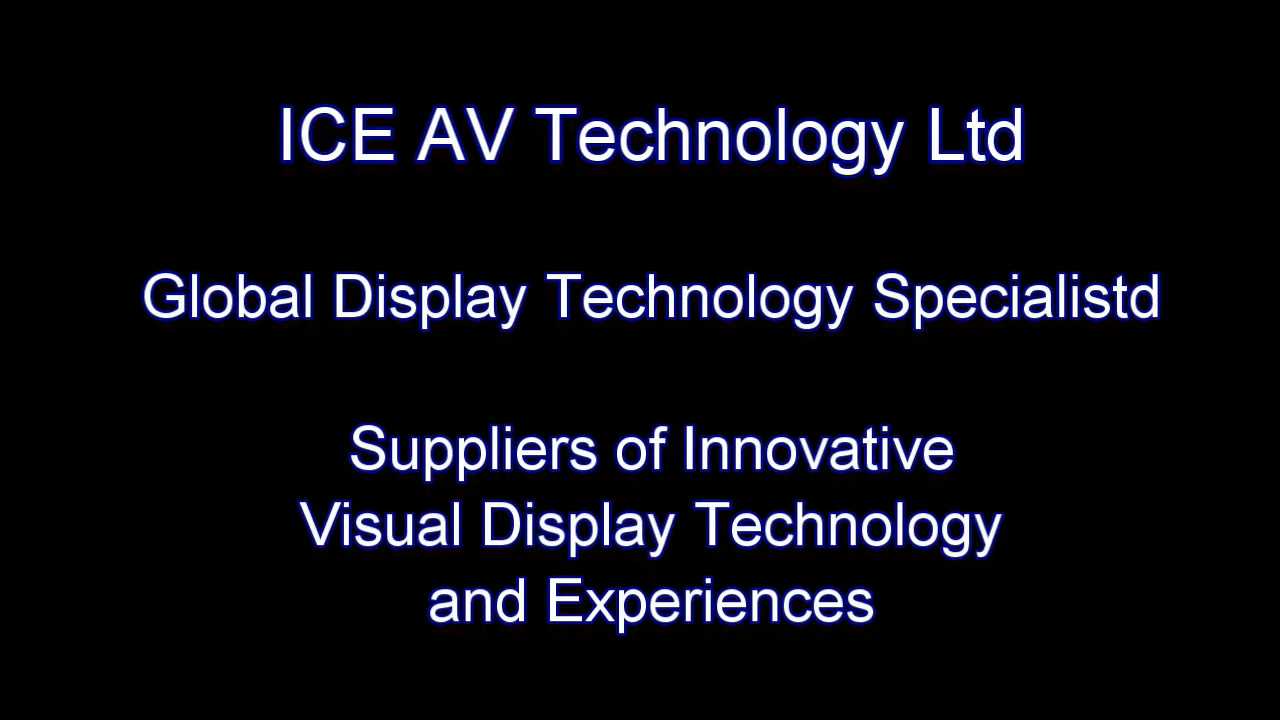 ICE AV Technology Ltd
Global Display Technology Specialistd
Suppliers of Innovative
Visual Display Technology
and Experiences